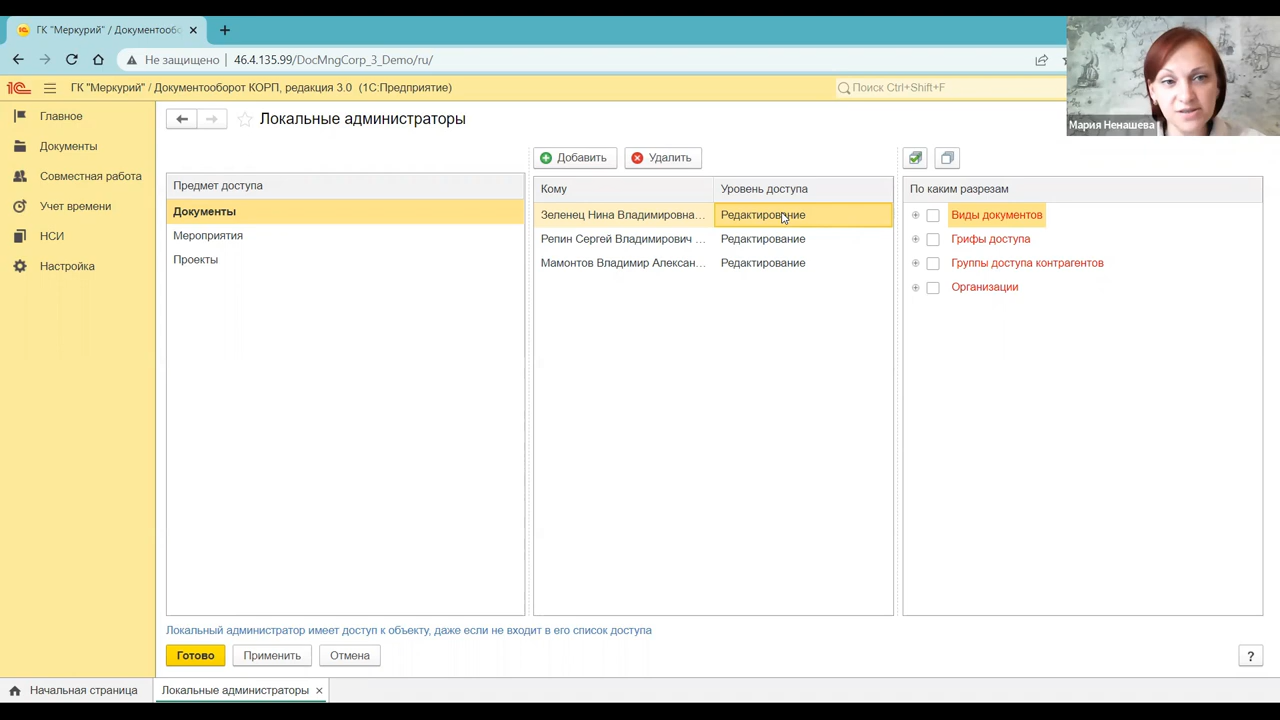 ГК "Меркурий" / Документообо
Не защищено
46.4.135.99/DocMngCorp_3_Demo/ru/
1С
ГК "Меркурий" / Документооборот КОРП, редакция 3.0 (1С:Предприятие)
Поиск Ctrl+Shift+F
Мария Ненашева
Главное
Документы
Совместная работа
Учет времени
НСИ
Настройка
Локальные администраторы
Добавить
Удалить
Предмет доступа
Документы
Мероприятия
Проекты
Кому
Уровень доступа
Зеленец Нина Владимировна...
Редактирование
Репин Сергей Владимирович ...
Редактирование
Мамонтов Владимир Алексан...
Редактирование
По каким разрезам
Виды документов
Грифы доступа
Группы доступа контрагентов
Организации
Локальный администратор имеет доступ к объекту, даже если не входит в его список доступа
Готово
Применить
Отмена
?
Начальная страница
Локальные администраторы